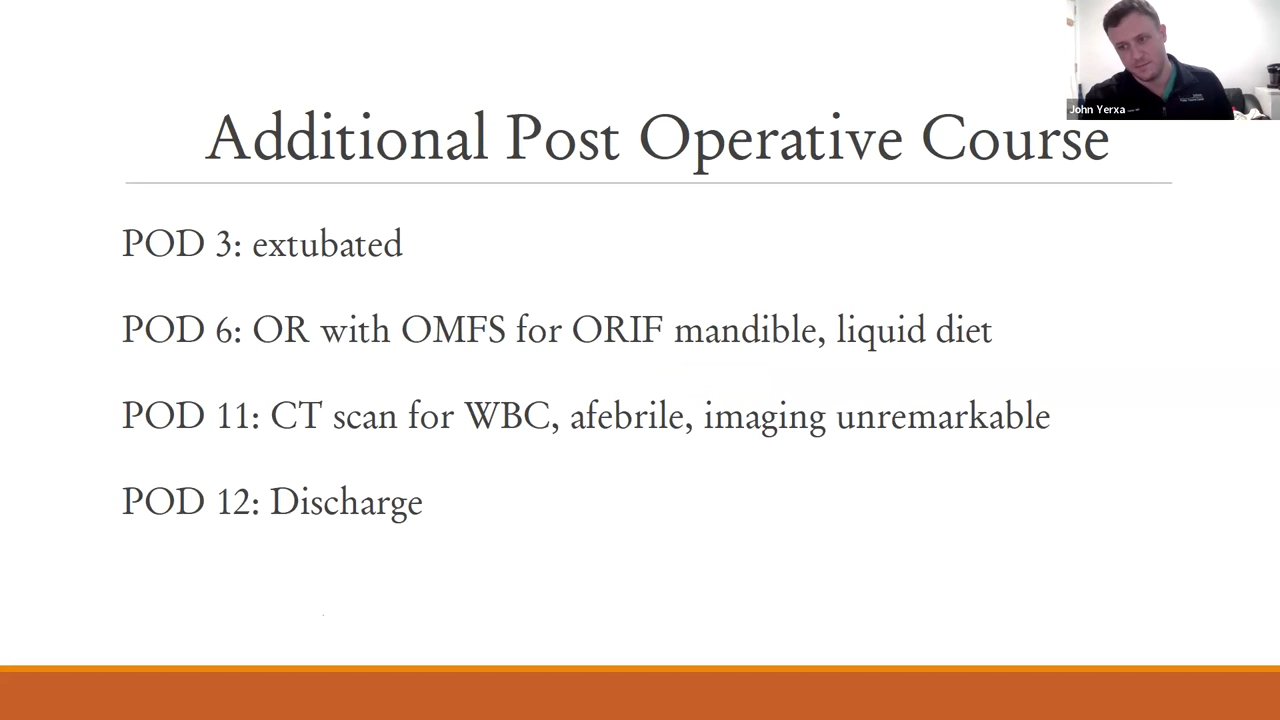 John Yerxa
Additional Post Operative Course
POD 3: extubated
POD 6: OR with OMFS for ORIF mandible, liquid diet
POD 11: CT scan for WBC, afebrile, imaging unremarkable
POD 12: Discharge